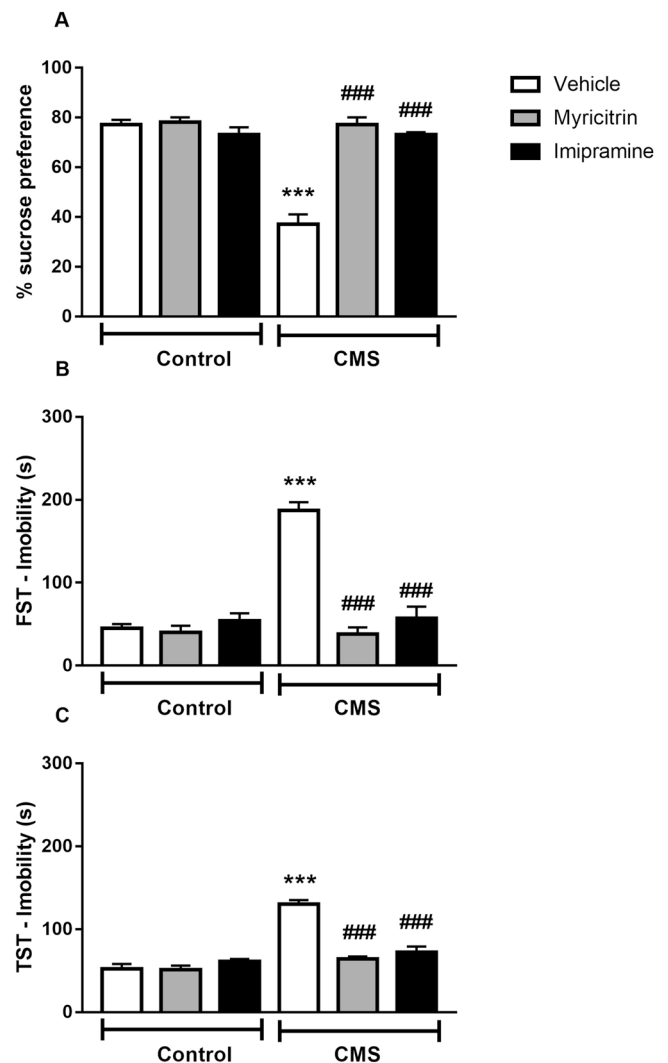 A
% sucrose preference
100
80
60
40
20
0
***
###
###
Control
CMS
Vehicle
Myricitrin
Imipramine
B
FST - Imobility (s)
300
200
100
0
***
###
###
Control
CMS
C
TST - Imobility (s)
300
200
100
0
***
###
###
Control
CMS